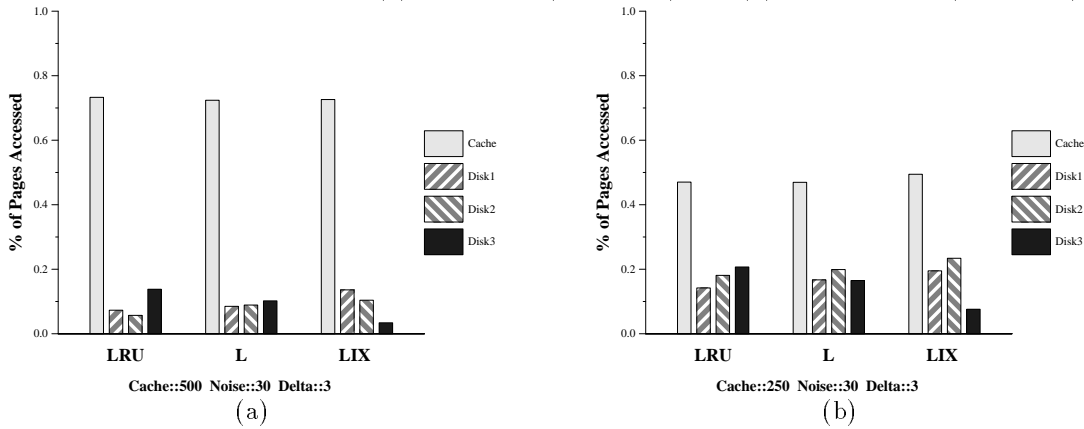 1.0
0.8
0.6
0.4
0.2
0.0
% of Pages Accessed
LRU L LIX
Cache
Disk1
Disk2
Disk3
Cache::500 Noise::30 Delta::3
(a)
1.0
0.8
0.6
0.4
0.2
0.0
% of Pages Accessed
LRU L LIX
Cache
Disk1
Disk2
Disk3
Cache::250 Noise::30 Delta::3
(b)